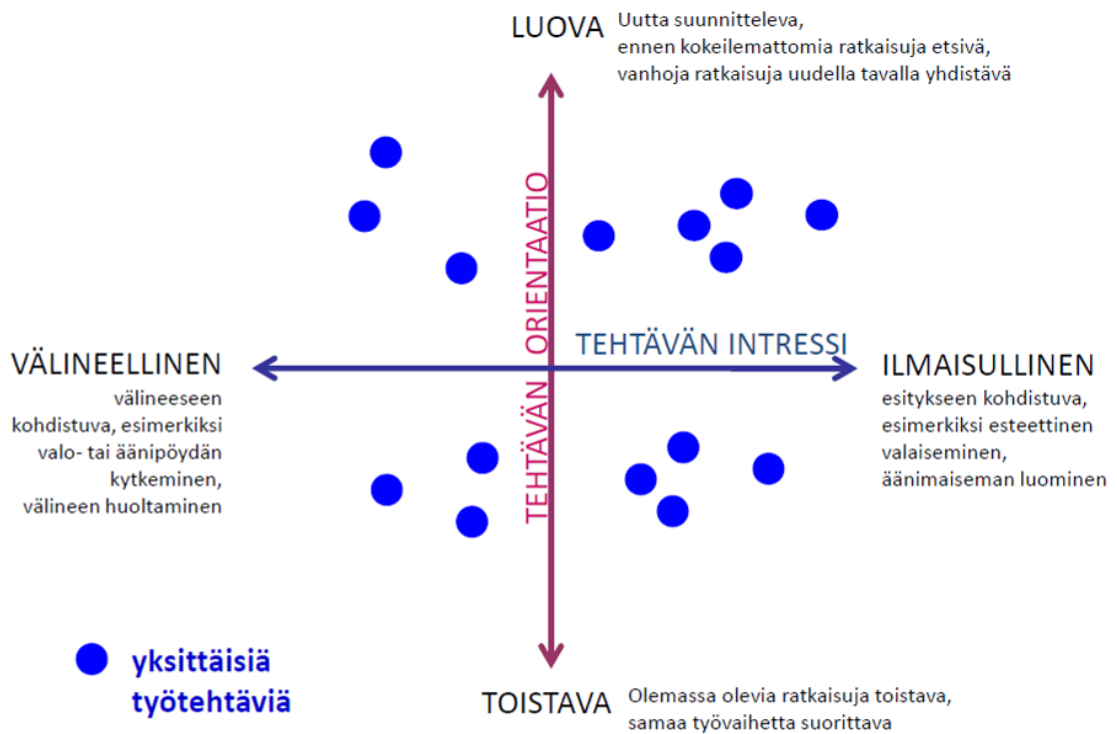 LUOVA
Uutta suunnitteleva,
ennen kokeilemattomia ratkaisuja etsivä,
vanhoja ratkaisuja uudella tavalla yhdistävä
TEHTÄVÄN ORIENTAATIO
TEHTÄVÄN INTRESSI
VÄLINEELLINEN
välineeseen
kohdistuva, esimerkiksi
valo- tai äänipöydän
kytkeminen,
välineen huoltaminen
ILMAISULLINEN
esitykseen kohdistuva,
esimerkiksi esteettinen
valaiseminen,
äänimaiseman luominen
yksittäisiä
työtehtäviä
TOISTAVA
Olemassa olevia ratkaisuja toistava,
samaa työvaihetta suorittava